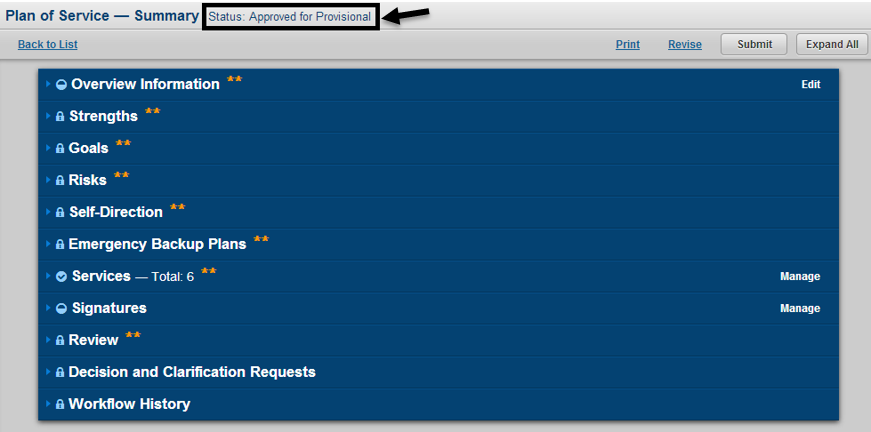 Plan of Service — Summary Status: Approved for Provisional
Back to List Print Revise Submit Expand All
Overview Information ** Edit
Strengths **
Goals **
Risks **
Self-Direction **
Emergency Backup Plans **
Services — Total: 6 ** Manage
Signatures Manage
Review **
Decision and Clarification Requests
Workflow History